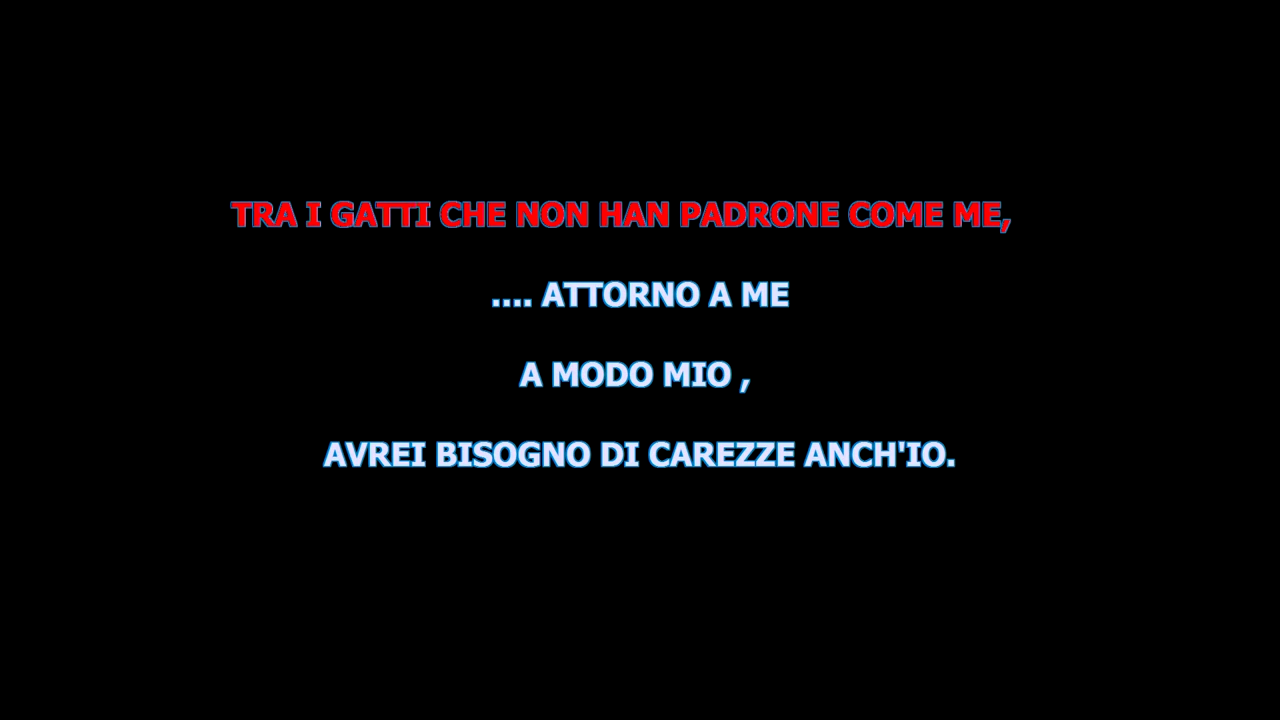 TRA I GATTI CHE NON HAN PADRONE COME ME,
.... ATTORNO A ME
A MODO MIO ,
AVREI BISOGNO DI CAREZZE ANCH'IO.